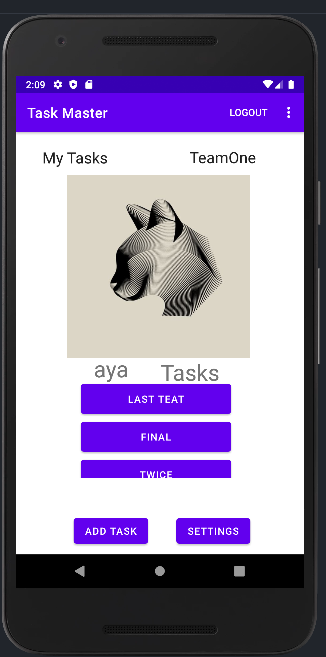 2:09
Task Master LOGOUT
My Tasks TeamOne
aya Tasks
LAST TEAT
FINAL
TWICE
ADD TASK SETTINGS